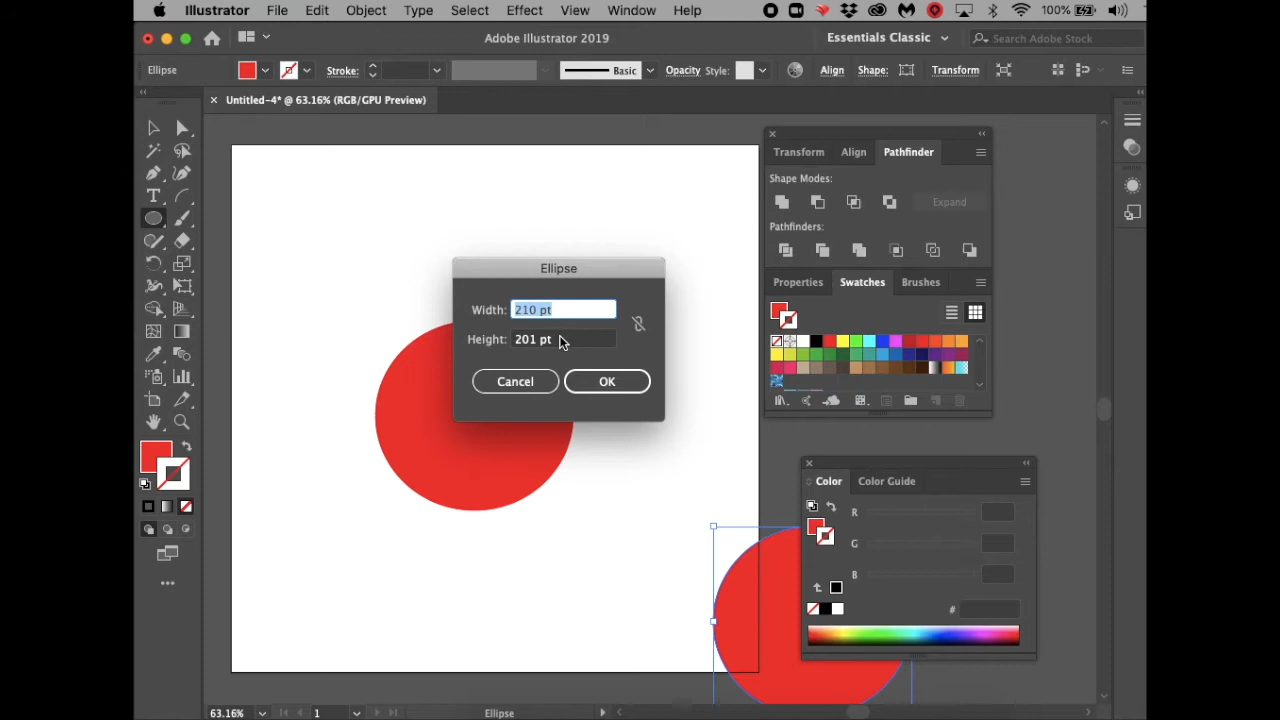 Illustrator File Edit Object Type Select Effect View Window Help 100%
Adobe Illustrator 2019 Essentials Classic Search Adobe Stock
Ellipse Stroke: Basic Opacity Style: Align Shape: Transform
Untitled-4* @ 63.16% (RGB/GPU Preview)
Transform Align Pathfinder
Shape Modes:
Expand
Pathfinders:
Ellipse
Properties Swatches Brushes
Width: 210 pt
Height: 201 pt
Cancel OK
Color Color Guide
R
G
B
#
63.16% 1 Ellipse